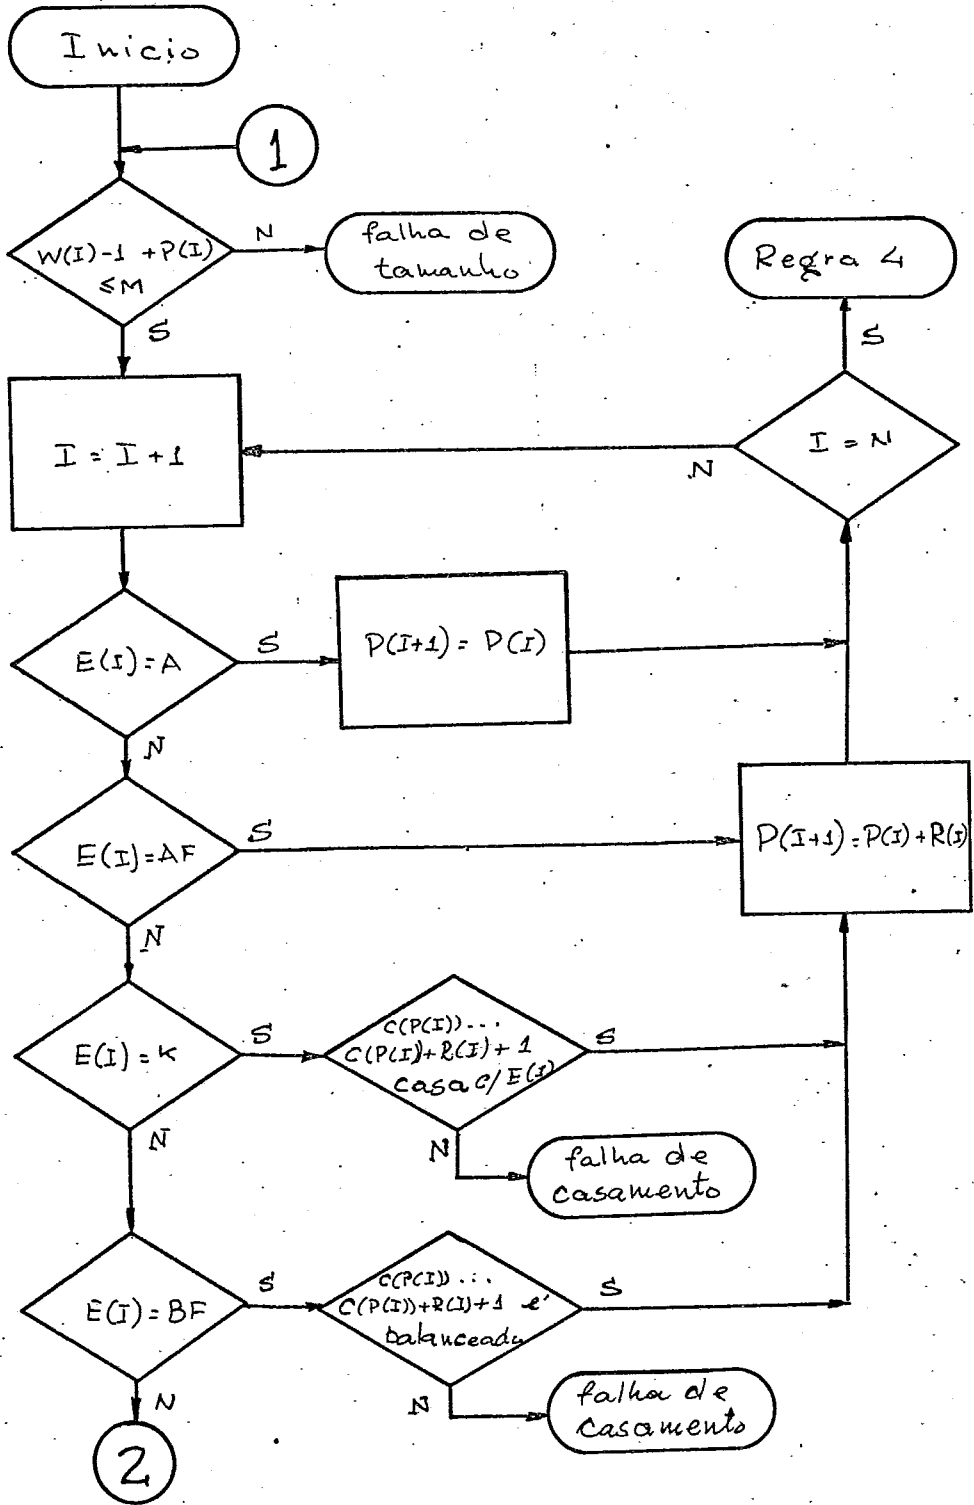 Inicio
1
W(I)-1 +P(I)
≤M
N
falha de
tamanho
Regra 4
S
S
I = I+1
I = N
N
E(I)=A
S
P(I+1) = P(I)
N
E(I)=AF
S
P(I+1)=P(I)+R(I)
N
E(I)=K
S
C(P(I))...
C(P(I)+R(I)+1
casa c/E(I)
S
N
N
falha de
casamento
E(I)=BF
S
C(P(I))...
C(P(I))+R(I)+1 é
balanceada
S
N
N
falha de
casamento
2